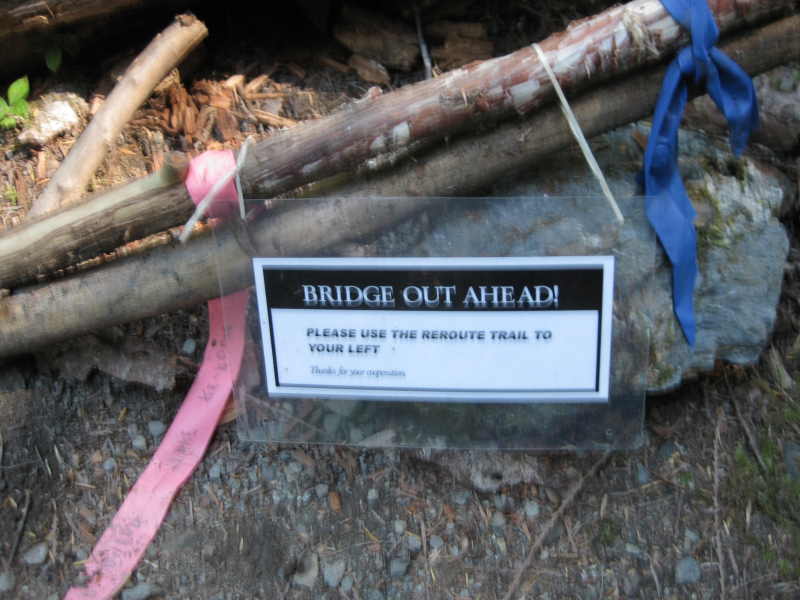 BRIDGE OUT AHEAD!
PLEASE USE THE REROUTE TRAIL TO
YOUR LEFT
Thanks for your cooperation.